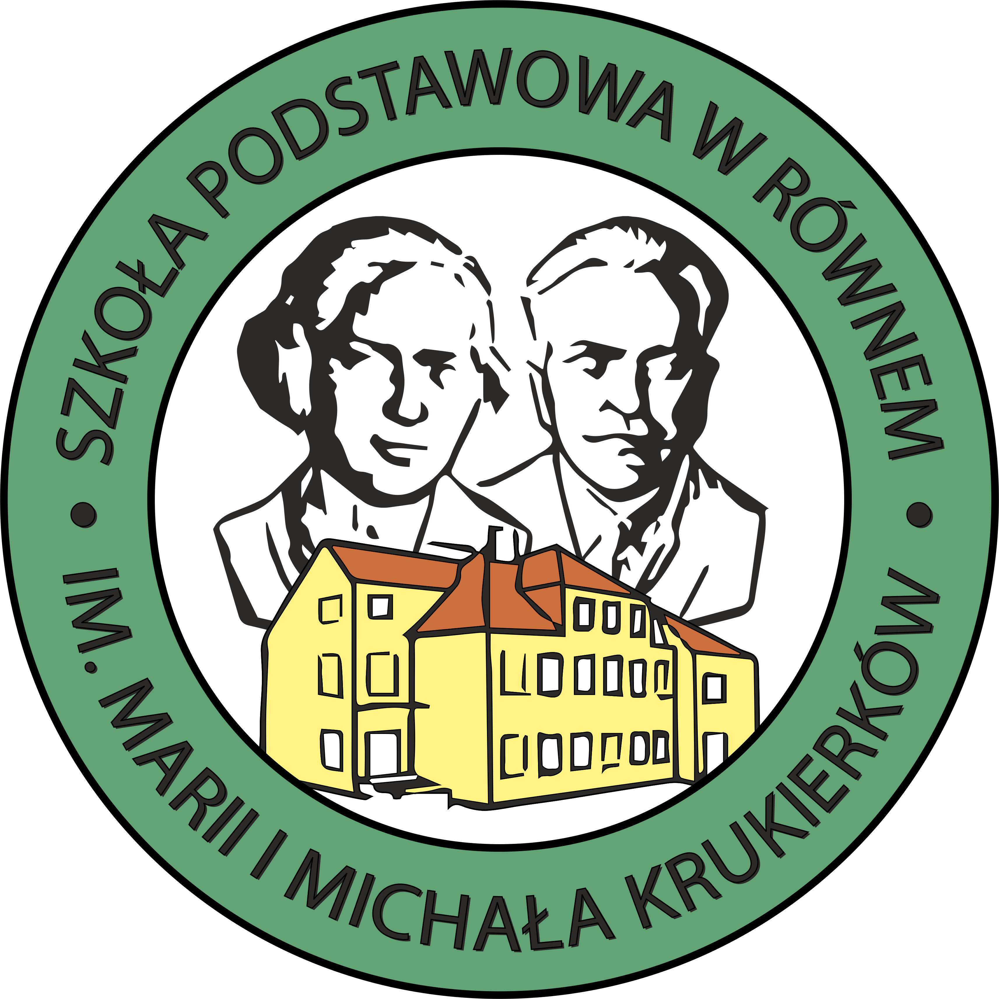 SZKOŁA PODSTAWOWA W RÓWNEM
IM. MARII I MICHAŁA KRUKIERKÓW